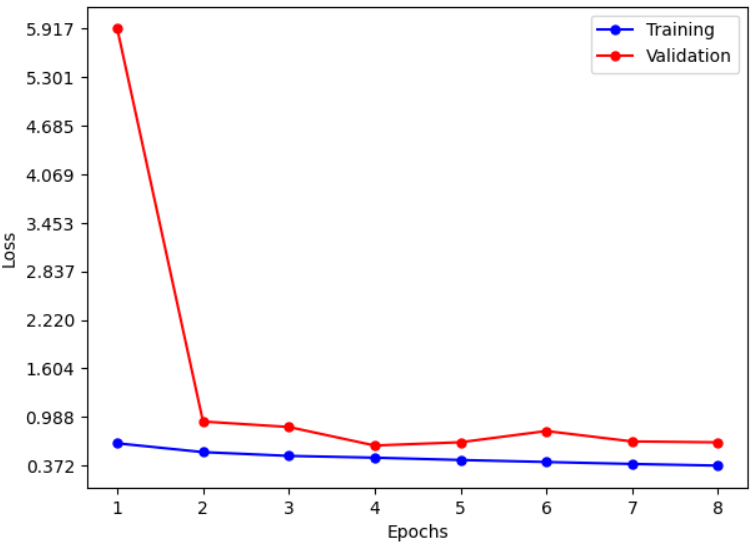 Training
Validation
5.917
5.301
4.685
4.069
3.453
2.837
2.220
1.604
0.988
0.372
Loss
1 2 3 4 5 6 7 8
Epochs